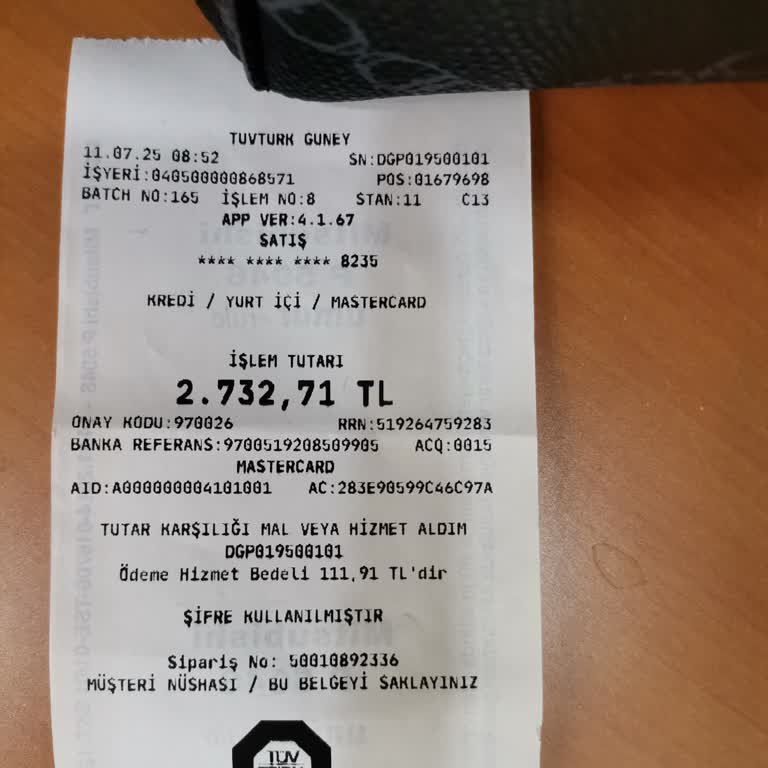 TUVTURK GUNEY
11.07.25 08:52 SN:DGP019500101
İŞYERİ:040500000868571 POS:01679698
BATCH NO:165 İŞLEM NO:8 STAN:11 C13
APP VER:4.1.67
SATIŞ
**** **** **** 8235
KREDİ / YURT İÇİ / MASTERCARD
İŞLEM TUTARI
2.732,71 TL
ONAY KODU:970026 RRN:519264759283
BANKA REFERANS:9700519208509905 ACQ:0015
MASTERCARD
AID:A000000004101001 AC:283E90599C46C97A
TUTAR KARŞILIĞI MAL VEYA HİZMET ALDIM
DGP019500101
Ödeme Hizmet Bedeli 111,91 TL'dir
ŞİFRE KULLANILMIŞTIR
Sipariş No: 50010892336
MÜŞTERİ NÜSHASI / BU BELGEYİ SAKLAYINIZ
TÜV